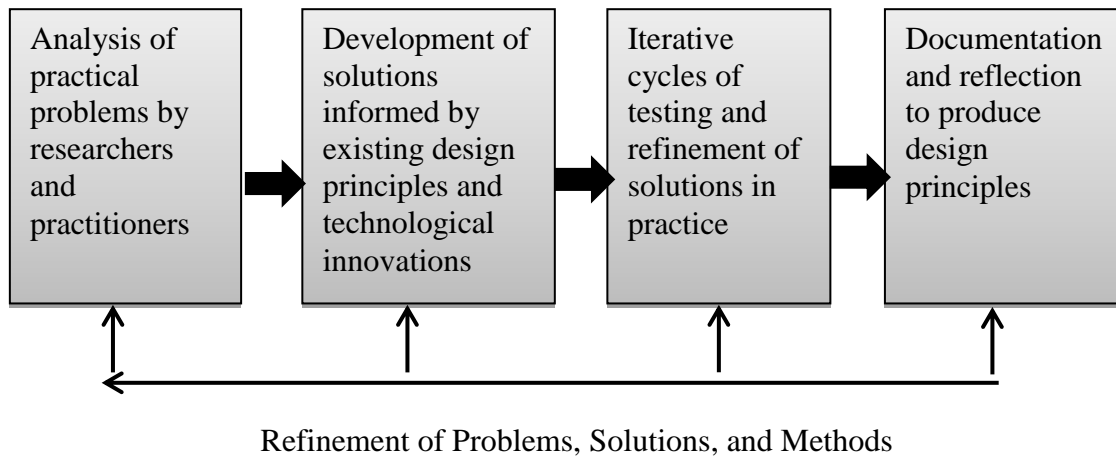 Analysis of
practical
problems by
researchers
and
practitioners
Development of
solutions
informed by
existing design
principles and
technological
innovations
Iterative
cycles of
testing and
refinement of
solutions in
practice
Documentation
and reflection
to produce
design
principles
Refinement of Problems, Solutions, and Methods